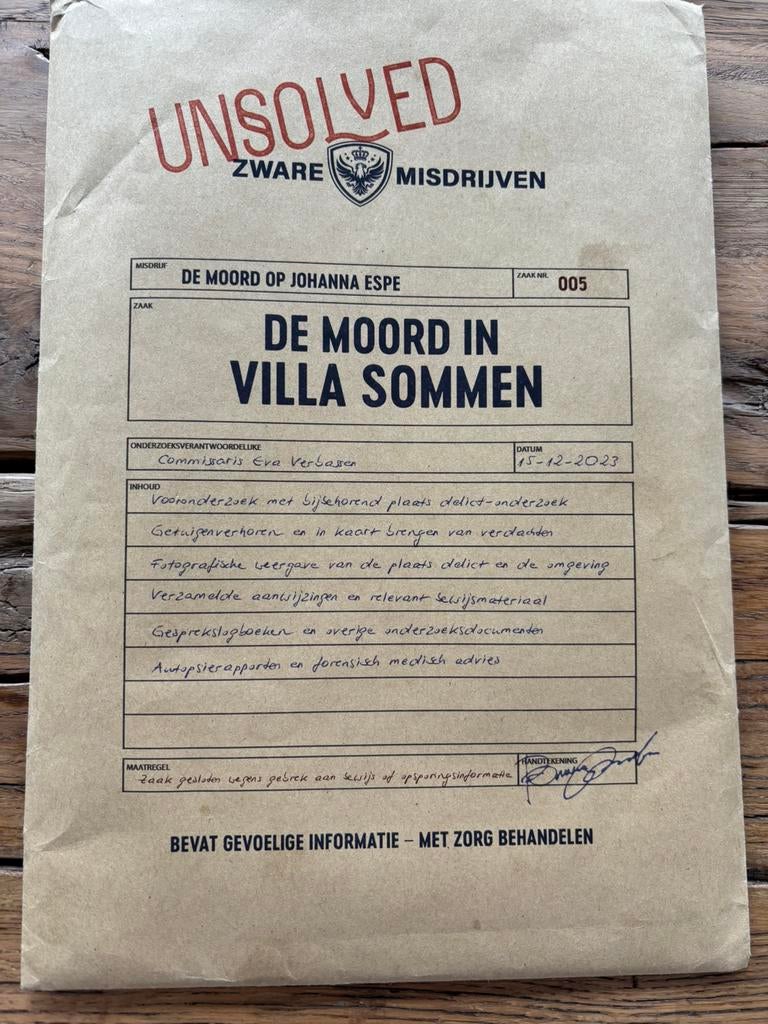 UNSOLVED
ZWARE MISDRIJVEN
MISDRIJF
DE MOORD OP JOHANNA ESPE
ZAAK NR.
005
ZAAK
DE MOORD IN
VILLA SOMMEN
ONDERZOEKSVERANTWOORDELIJKE
Commissaris Eva Verbassen
DATUM
15-12-2023
INHOUD
Vooronderzoek met bijbehorend plaats delict-onderzoek
Getuigenverhoren en in kaart brengen van verdachten
Fotografische weergave van de plaats delict en de omgeving
Verzamelde aanwijzingen en relevant bewijsmateriaal
Gesprekslogboeken en overige onderzoeksdocumenten
Autopsierapporten en forensisch medisch advies
MAATREGEL
Zaak gesloten wegens gebrek aan bewijs of opsporingsinformatie
HANDTEKENING
BEVAT GEVOELIGE INFORMATIE – MET ZORG BEHANDELEN